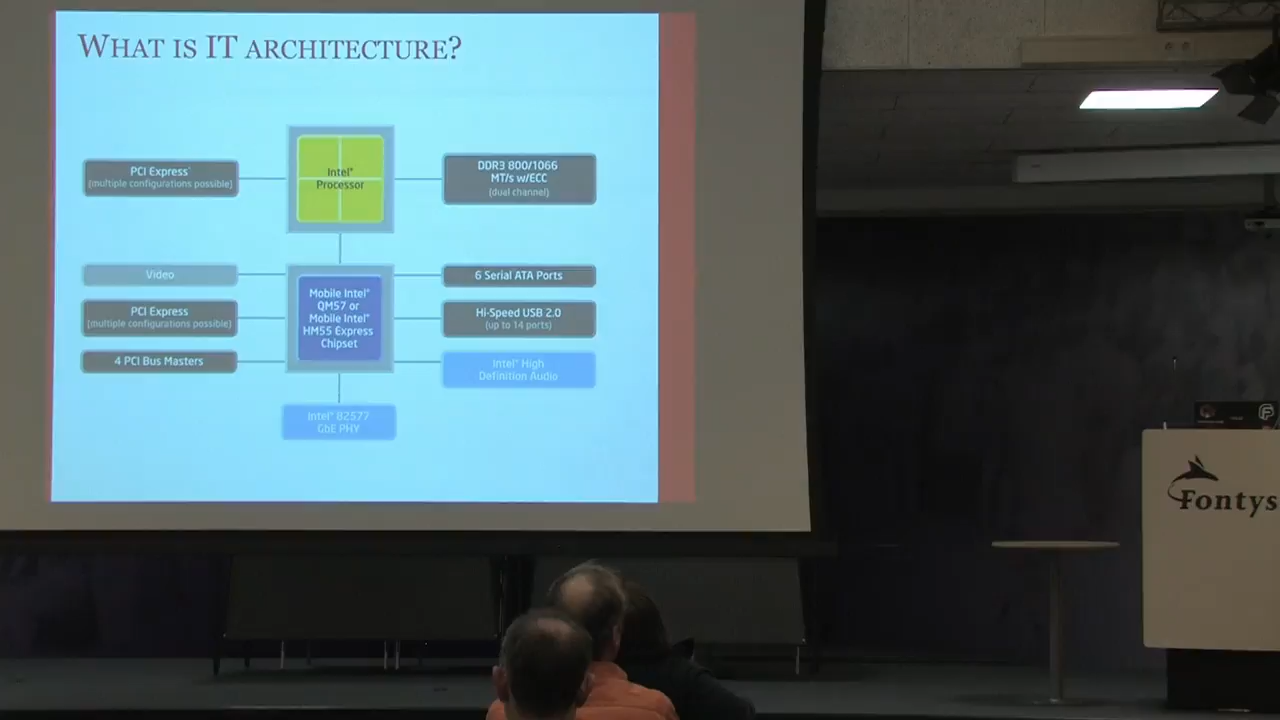 WHAT IS IT ARCHITECTURE?
PCI Express*
(multiple configurations possible)
Intel®
Processor
DDR3 800/1066
MT/s w/ECC
(dual channel)
Video
PCI Express
(multiple configurations possible)
4 PCI Bus Masters
Mobile Intel®
QM57 or
Mobile Intel®
HM55 Express
Chipset
6 Serial ATA Ports
Hi-Speed USB 2.0
(up to 14 ports)
Intel® High
Definition Audio
Intel® 82577
GbE PHY
Fontys